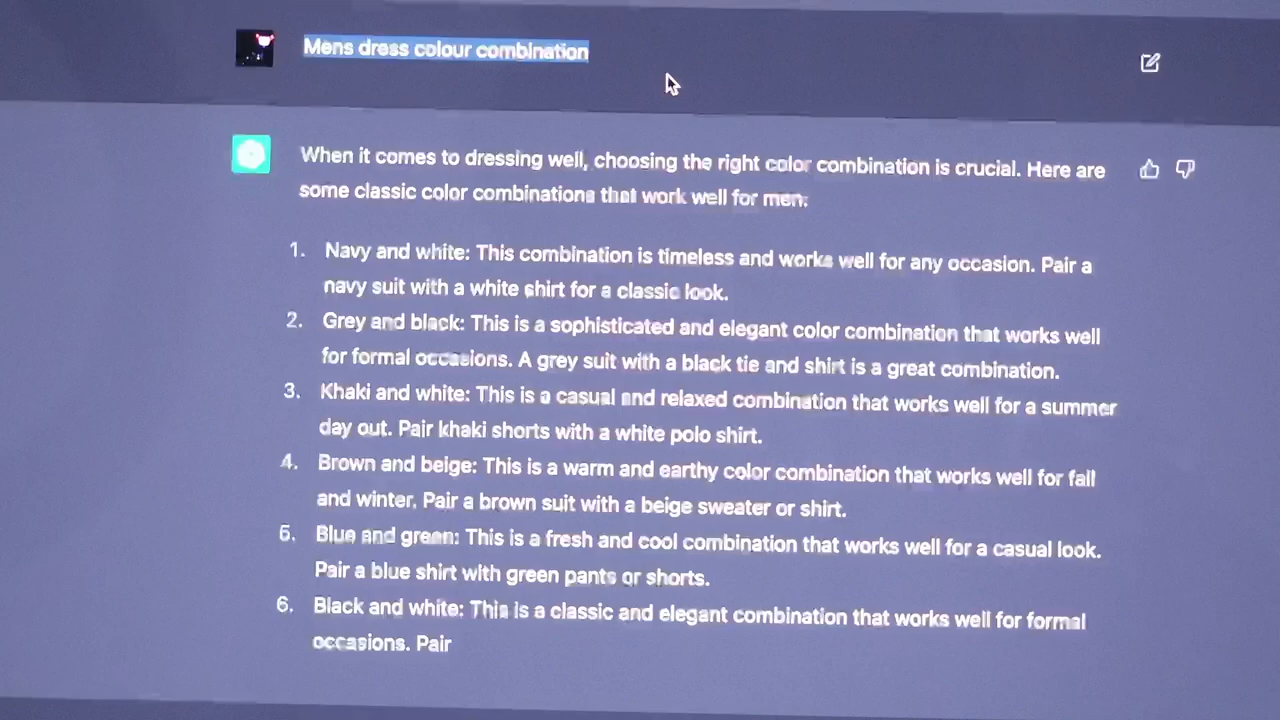 Mens dress colour combination
When it comes to dressing well, choosing the right color combination is crucial. Here are
some classic color combinations that work well for men:
1. Navy and white: This combination is timeless and works well for any occasion. Pair a
navy suit with a white shirt for a classic look.
2. Grey and black: This is a sophisticated and elegant color combination that works well
for formal occasions. A grey suit with a black tie and shirt is a great combination.
3. Khaki and white: This is a casual and relaxed combination that works well for a summer
day out. Pair khaki shorts with a white polo shirt.
4. Brown and beige: This is a warm and earthy color combination that works well for fall
and winter. Pair a brown suit with a beige sweater or shirt.
5. Blue and green: This is a fresh and cool combination that works well for a casual look.
Pair a blue shirt with green pants or shorts.
6. Black and white: This is a classic and elegant combination that works well for formal
occasions. Pair